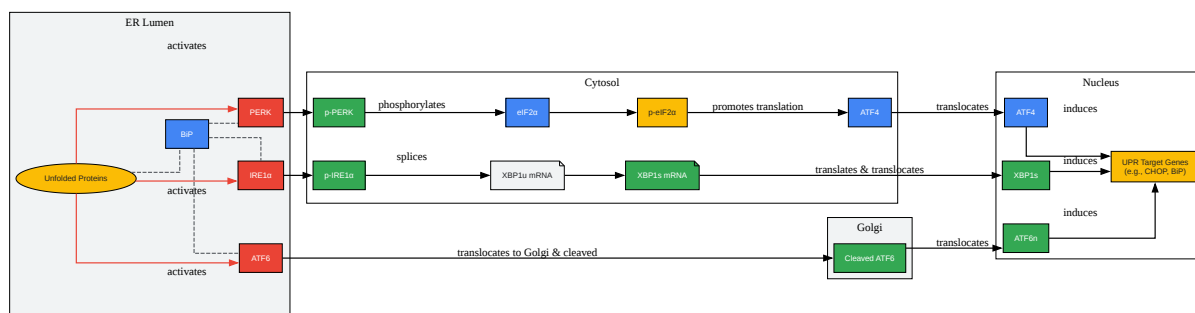 ER Lumen
activates
Cytosol
Nucleus
PERK
p-PERK
phosphorylates
eIF2α
p-eIF2α
promotes translation
ATF4
translocates
ATF4
induces
BiP
Unfolded Proteins
activates
IRE1α
p-IRE1α
splices
XBP1u mRNA
XBP1s mRNA
translates & translocates
XBP1s
induces
UPR Target Genes
(e.g., CHOP, BiP)
activates
ATF6
translocates to Golgi & cleaved
Golgi
Cleaved ATF6
translocates
ATF6n
induces